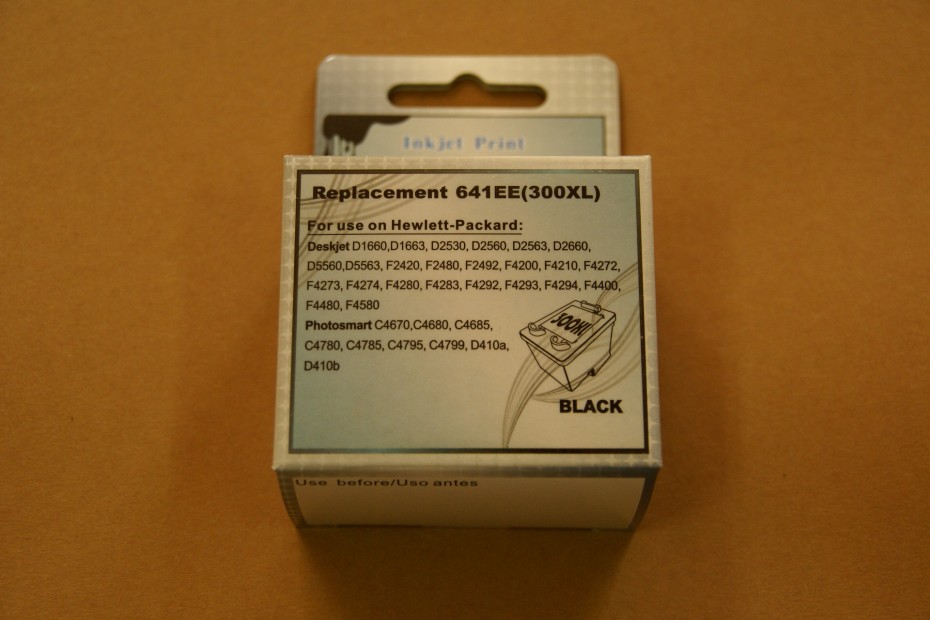 Inkjet Print
Replacement 641EE(300XL)
For use on Hewlett-Packard:
Deskjet D1660,D1663, D2530, D2560, D2563, D2660,
D5560,D5563, F2420, F2480, F2492, F4200, F4210, F4272,
F4273, F4274, F4280, F4283, F4292, F4293, F4294, F4400,
F4480, F4580
Photosmart C4670,C4680, C4685,
C4780, C4785, C4795, C4799, D410a,
D410b
300XL
BLACK
Use before/Uso antes